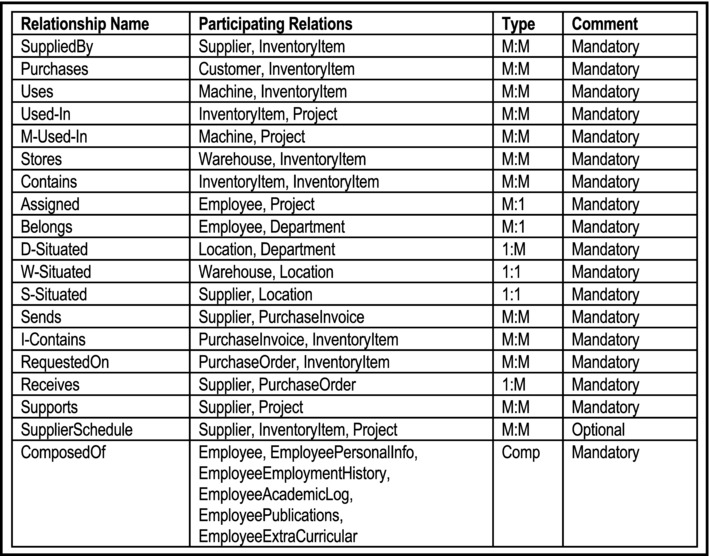 Relationship Name Participating Relations Type Comment
SuppliedBy Supplier, InventoryItem M:M Mandatory
Purchases Customer, InventoryItem M:M Mandatory
Uses Machine, InventoryItem M:M Mandatory
Used-In InventoryItem, Project M:M Mandatory
M-Used-In Machine, Project M:M Mandatory
Stores Warehouse, InventoryItem M:M Mandatory
Contains InventoryItem, InventoryItem M:M Mandatory
Assigned Employee, Project M:1 Mandatory
Belongs Employee, Department M:1 Mandatory
D-Situated Location, Department 1:M Mandatory
W-Situated Warehouse, Location 1:1 Mandatory
S-Situated Supplier, Location 1:1 Mandatory
Sends Supplier, PurchaseInvoice M:M Mandatory
I-Contains PurchaseInvoice, InventoryItem M:M Mandatory
RequestedOn PurchaseOrder, InventoryItem M:M Mandatory
Receives Supplier, PurchaseOrder 1:M Mandatory
Supports Supplier, Project M:M Mandatory
SupplierSchedule Supplier, InventoryItem, Project M:M Optional
ComposedOf Employee, EmployeePersonalInfo, Comp Mandatory
EmployeeEmploymentHistory,
EmployeeAcademicLog,
EmployeePublications,
EmployeeExtraCurricular